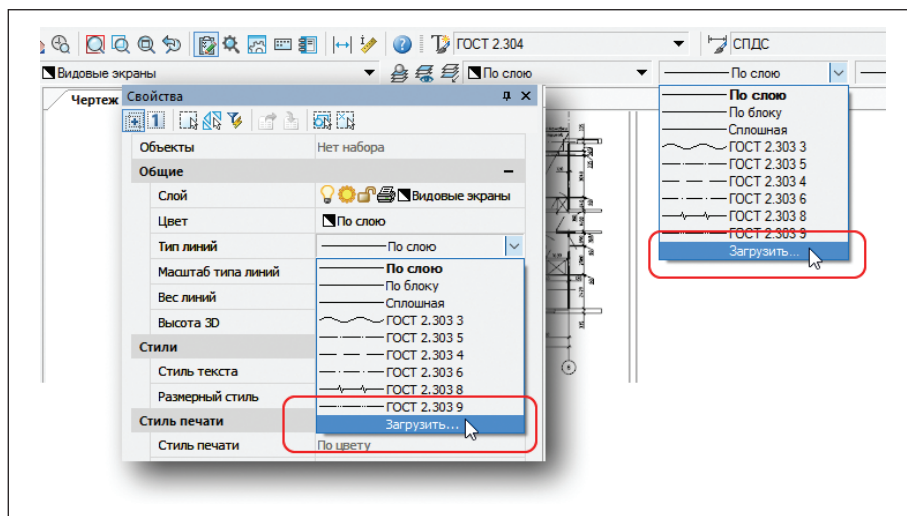 ГОСТ 2.304
СПДС
Видовые экраны
По слою
По слою
Чертеж
Свойства
1
Объекты
Нет набора
Общие
Слой
Видовые экраны
Цвет
По слою
Тип линий
По слою
Масштаб типа линий
Вес линий
Высота 3D
Стили
Стиль текста
Размерный стиль
Стиль печати
Стиль печати
По цвету
По слою
По блоку
Сплошная
ГОСТ 2.303 3
ГОСТ 2.303 5
ГОСТ 2.303 4
ГОСТ 2.303 6
ГОСТ 2.303 8
ГОСТ 2.303 9
Загрузить...
По слою
По блоку
Сплошная
ГОСТ 2.303 3
ГОСТ 2.303 5
ГОСТ 2.303 4
ГОСТ 2.303 6
ГОСТ 2.303 8
ГОСТ 2.303 9
Загрузить...